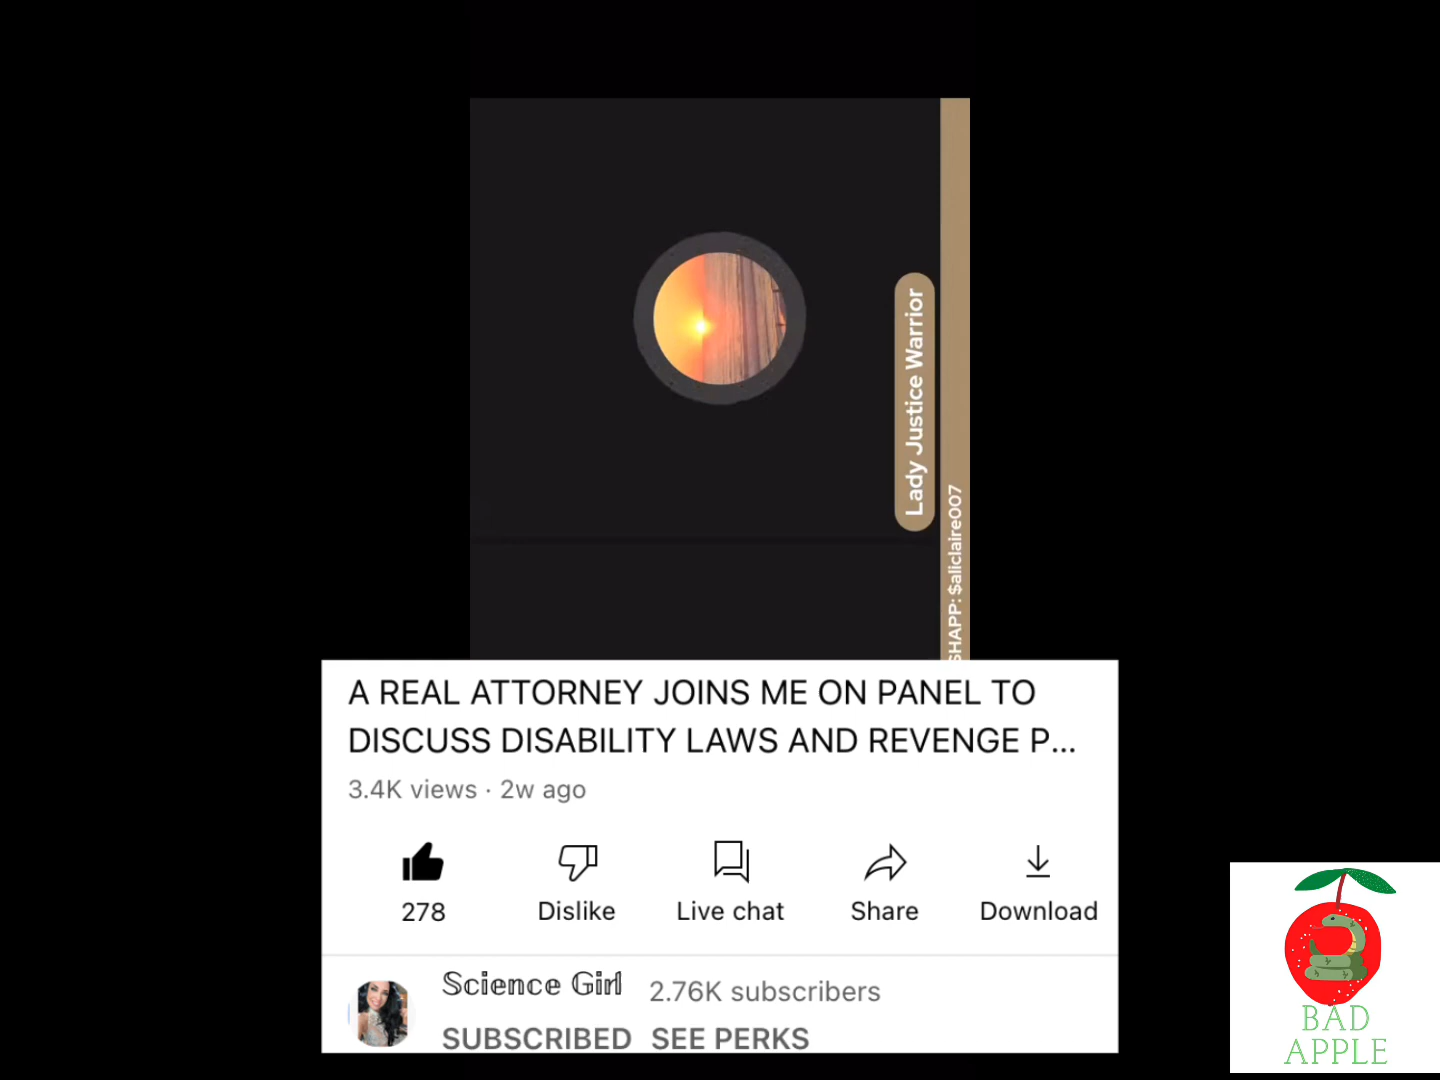 Lady Justice Warrior
SHAPP: $aliclaire007
A REAL ATTORNEY JOINS ME ON PANEL TO
DISCUSS DISABILITY LAWS AND REVENGE P...
3.4K views · 2w ago
278
Dislike
Live chat
Share
Download
Science Girl
2.76K subscribers
SUBSCRIBED SEE PERKS
BAD
APPLE